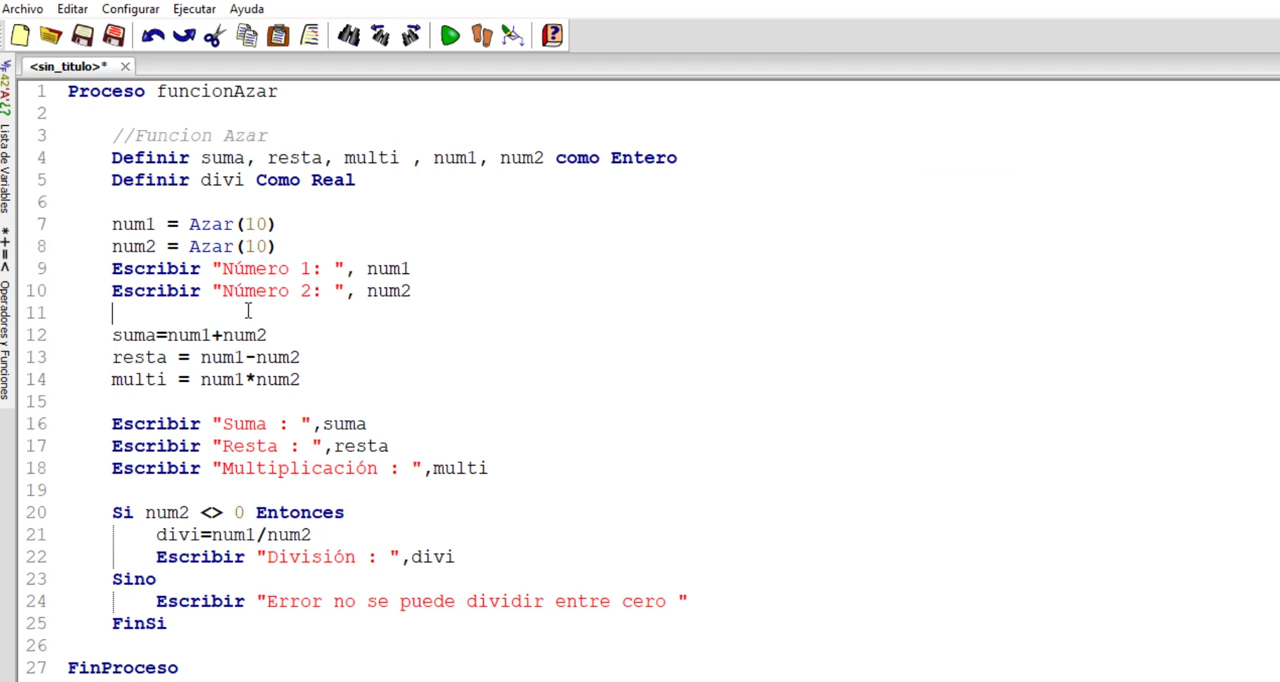 Archivo Editar Configurar Ejecutar Ayuda
<sin_titulo>*
1 Proceso funcionAzar
2
3 //Funcion Azar
4 Definir suma, resta, multi , num1, num2 como Entero
5 Definir divi Como Real
6
7 num1 = Azar(10)
8 num2 = Azar(10)
9 Escribir "Número 1: ", num1
10 Escribir "Número 2: ", num2
11
12 suma=num1+num2
13 resta = num1-num2
14 multi = num1*num2
15
16 Escribir "Suma : ",suma
17 Escribir "Resta : ",resta
18 Escribir "Multiplicación : ",multi
19
20 Si num2 <> 0 Entonces
21 divi=num1/num2
22 Escribir "División : ",divi
23 Sino
24 Escribir "Error no se puede dividir entre cero "
25 FinSi
26
27 FinProceso
Lista de Variables
*+=< Operadores y Funciones